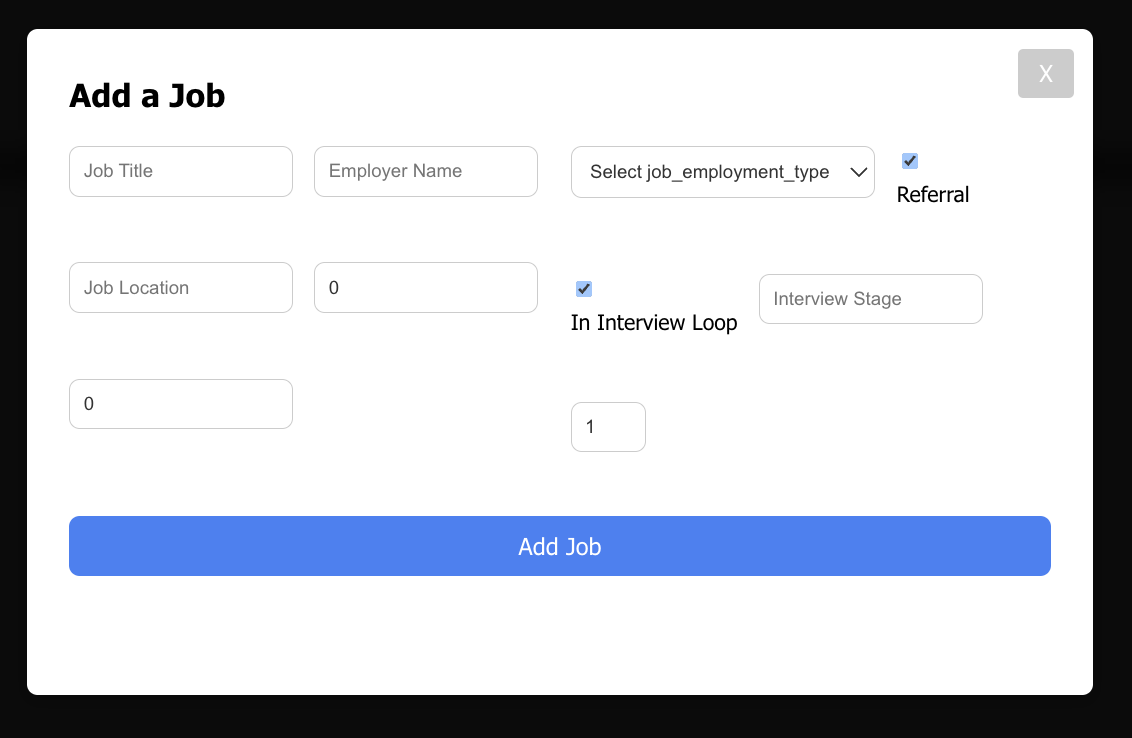 X
Add a Job
Job Title
Employer Name
Select job_employment_type
Referral
Job Location
0
In Interview Loop
Interview Stage
0
1
Add Job